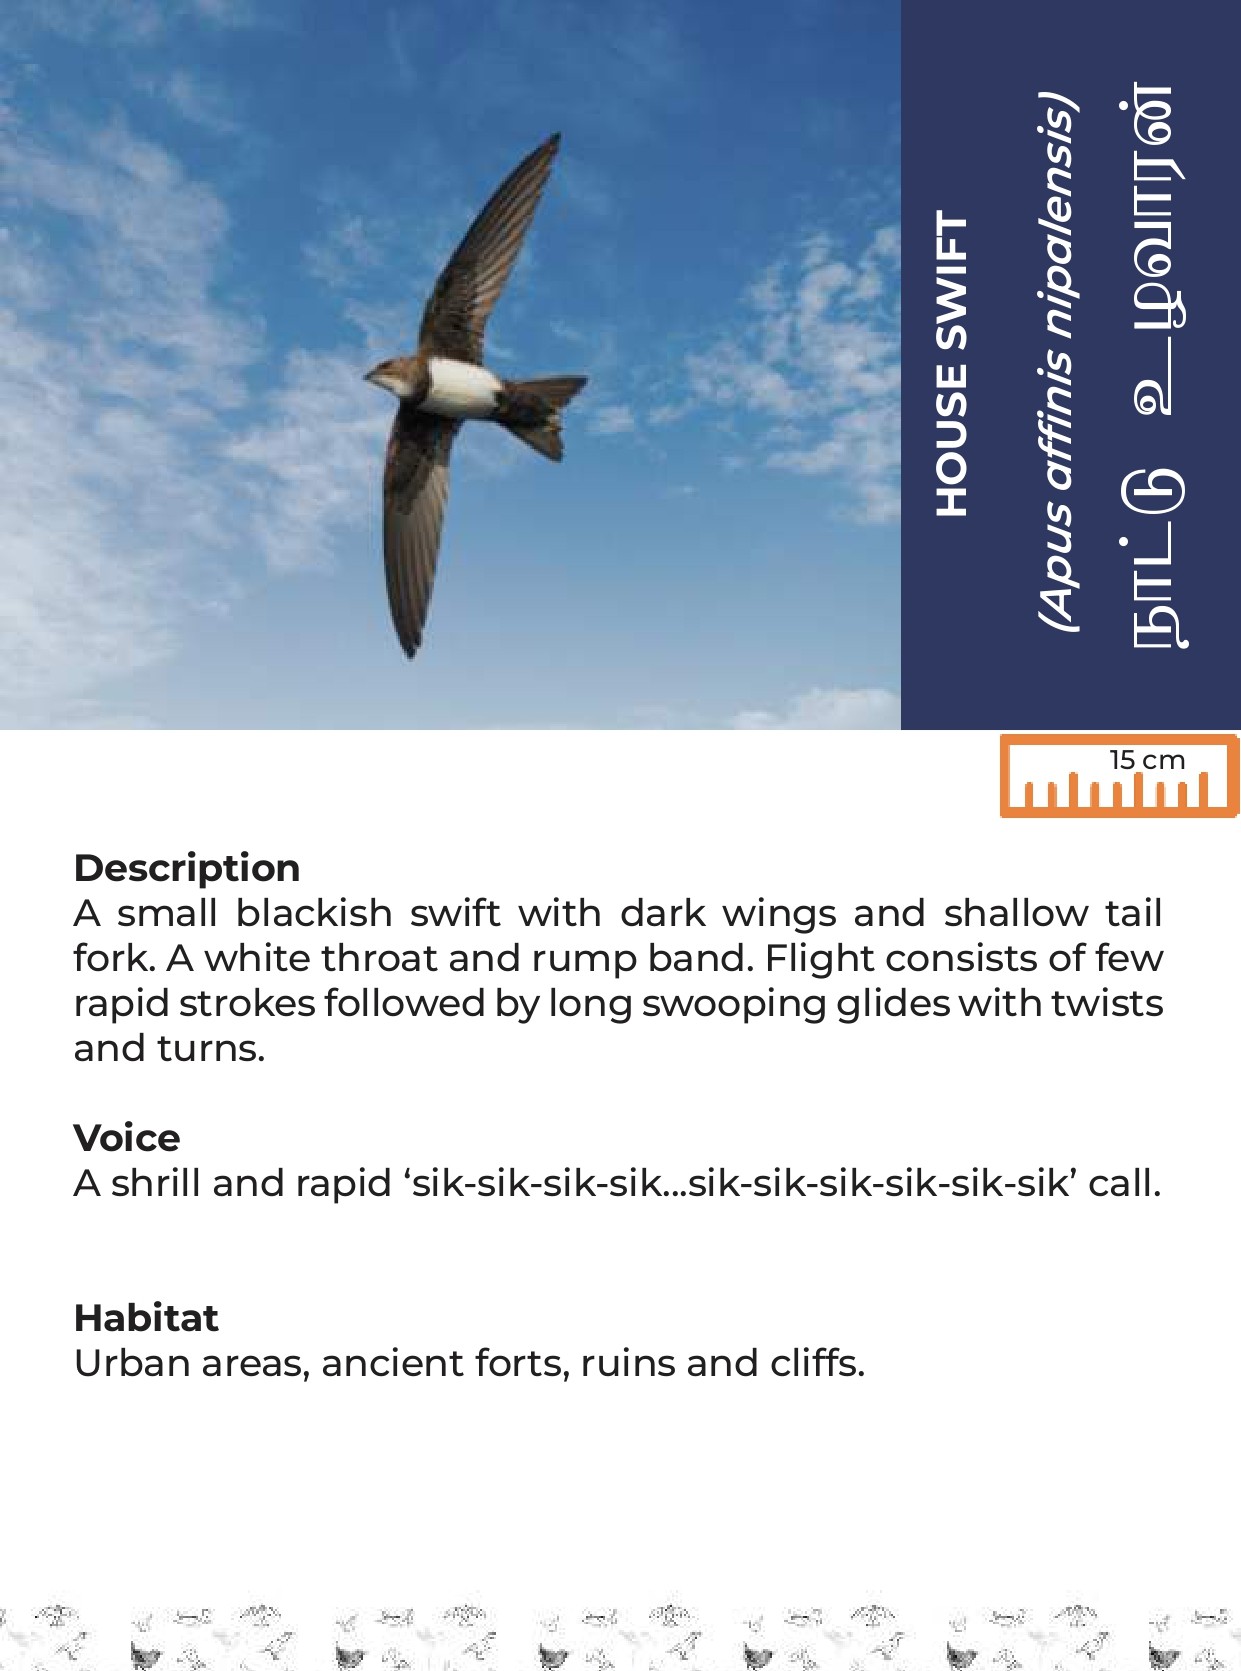 HOUSE SWIFT
(Apus affinis nipalensis)
நாட்டு உழவாரன்
15 cm
Description
A small blackish swift with dark wings and shallow tail
fork. A white throat and rump band. Flight consists of few
rapid strokes followed by long swooping glides with twists
and turns.
Voice
A shrill and rapid ‘sik-sik-sik-sik...sik-sik-sik-sik-sik-sik’ call.
Habitat
Urban areas, ancient forts, ruins and cliffs.